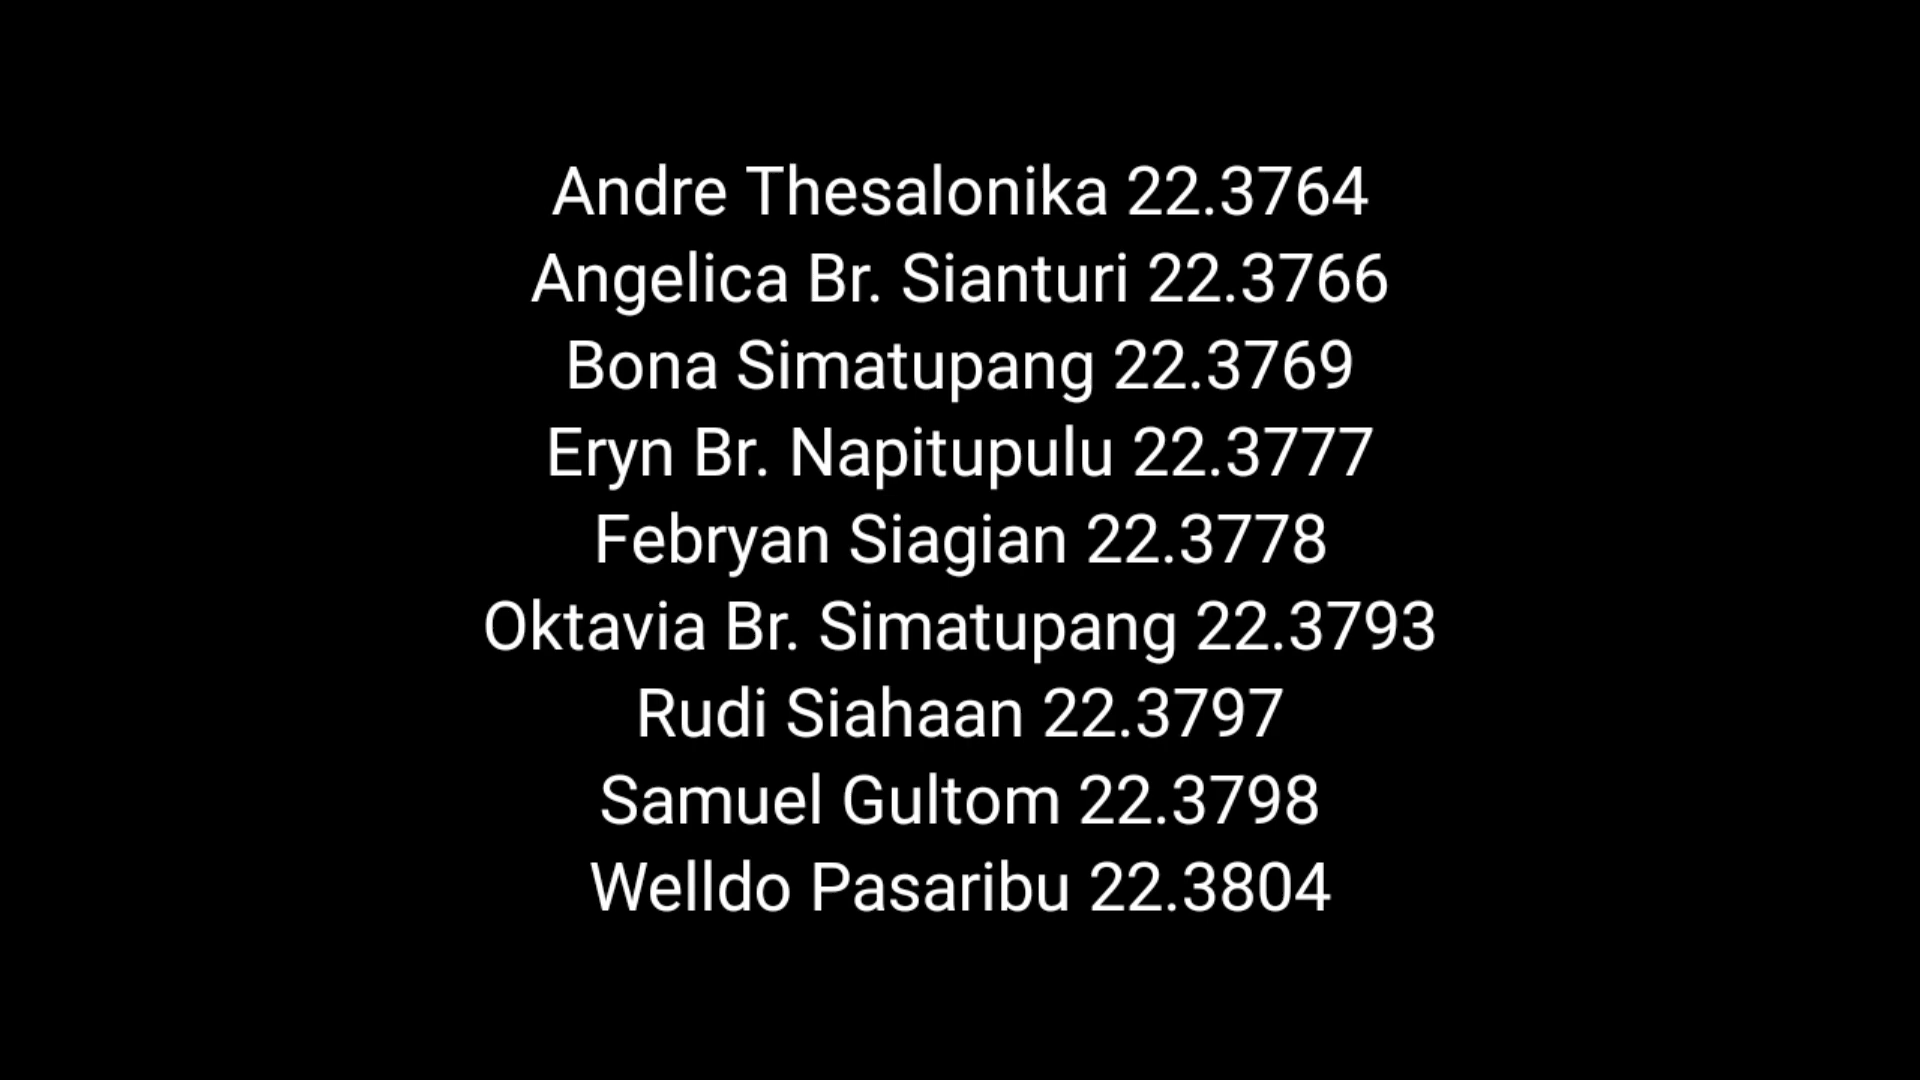 Andre Thesalonika 22.3764
Angelica Br. Sianturi 22.3766
Bona Simatupang 22.3769
Eryn Br. Napitupulu 22.3777
Febryan Siagian 22.3778
Oktavia Br. Simatupang 22.3793
Rudi Siahaan 22.3797
Samuel Gultom 22.3798
Welldo Pasaribu 22.3804